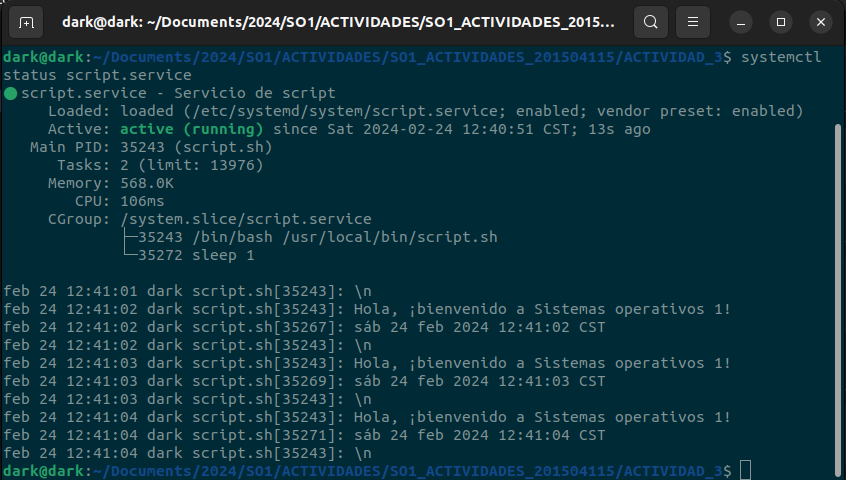 dark@dark: ~/Documents/2024/SO1/ACTIVIDADES/SO1_ACTIVIDADES_2015...
dark@dark:~/Documents/2024/SO1/ACTIVIDADES/SO1_ACTIVIDADES_201504115/ACTIVIDAD_3$ systemctl
status script.service
● script.service - Servicio de script
Loaded: loaded (/etc/systemd/system/script.service; enabled; vendor preset: enabled)
Active: active (running) since Sat 2024-02-24 12:40:51 CST; 13s ago
Main PID: 35243 (script.sh)
Tasks: 2 (limit: 13976)
Memory: 568.0K
CPU: 106ms
CGroup: /system.slice/script.service
├─35243 /bin/bash /usr/local/bin/script.sh
└─35272 sleep 1
feb 24 12:41:01 dark script.sh[35243]: \n
feb 24 12:41:02 dark script.sh[35243]: Hola, ¡bienvenido a Sistemas operativos 1!
feb 24 12:41:02 dark script.sh[35267]: sáb 24 feb 2024 12:41:02 CST
feb 24 12:41:02 dark script.sh[35243]: \n
feb 24 12:41:03 dark script.sh[35243]: Hola, ¡bienvenido a Sistemas operativos 1!
feb 24 12:41:03 dark script.sh[35269]: sáb 24 feb 2024 12:41:03 CST
feb 24 12:41:03 dark script.sh[35243]: \n
feb 24 12:41:04 dark script.sh[35243]: Hola, ¡bienvenido a Sistemas operativos 1!
feb 24 12:41:04 dark script.sh[35271]: sáb 24 feb 2024 12:41:04 CST
feb 24 12:41:04 dark script.sh[35243]: \n
dark@dark:~/Documents/2024/SO1/ACTIVIDADES/SO1_ACTIVIDADES_201504115/ACTIVIDAD_3$